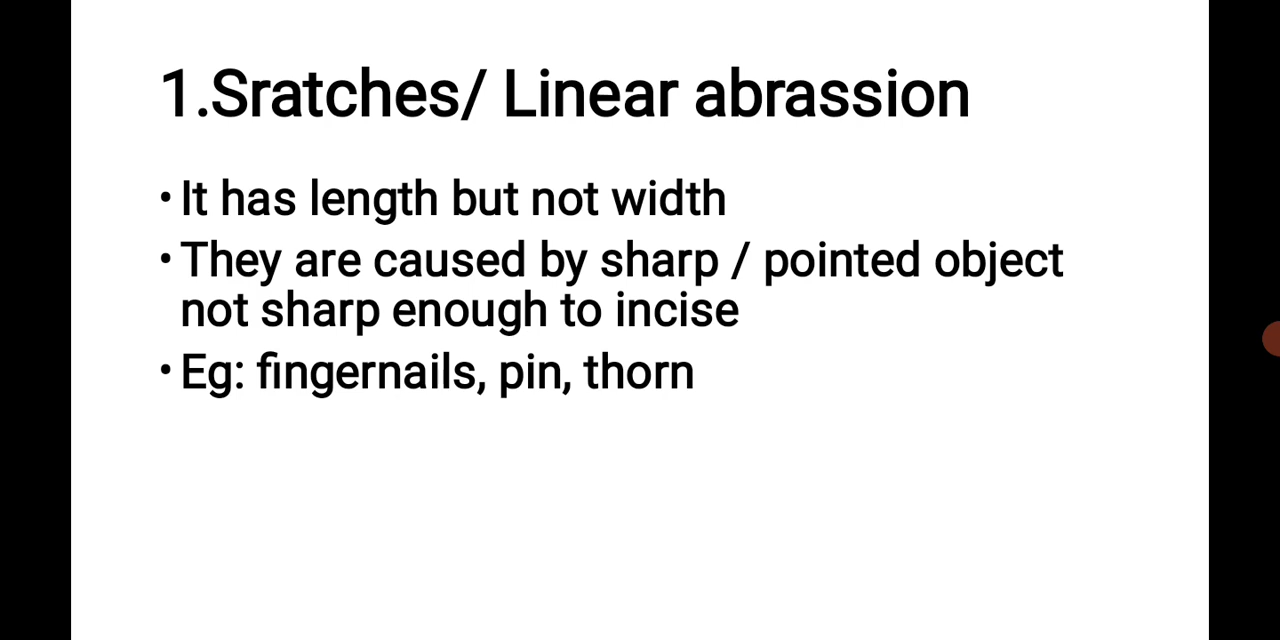 1.Sratches/ Linear abrassion
• It has length but not width
• They are caused by sharp / pointed object
not sharp enough to incise
• Eg: fingernails, pin, thorn